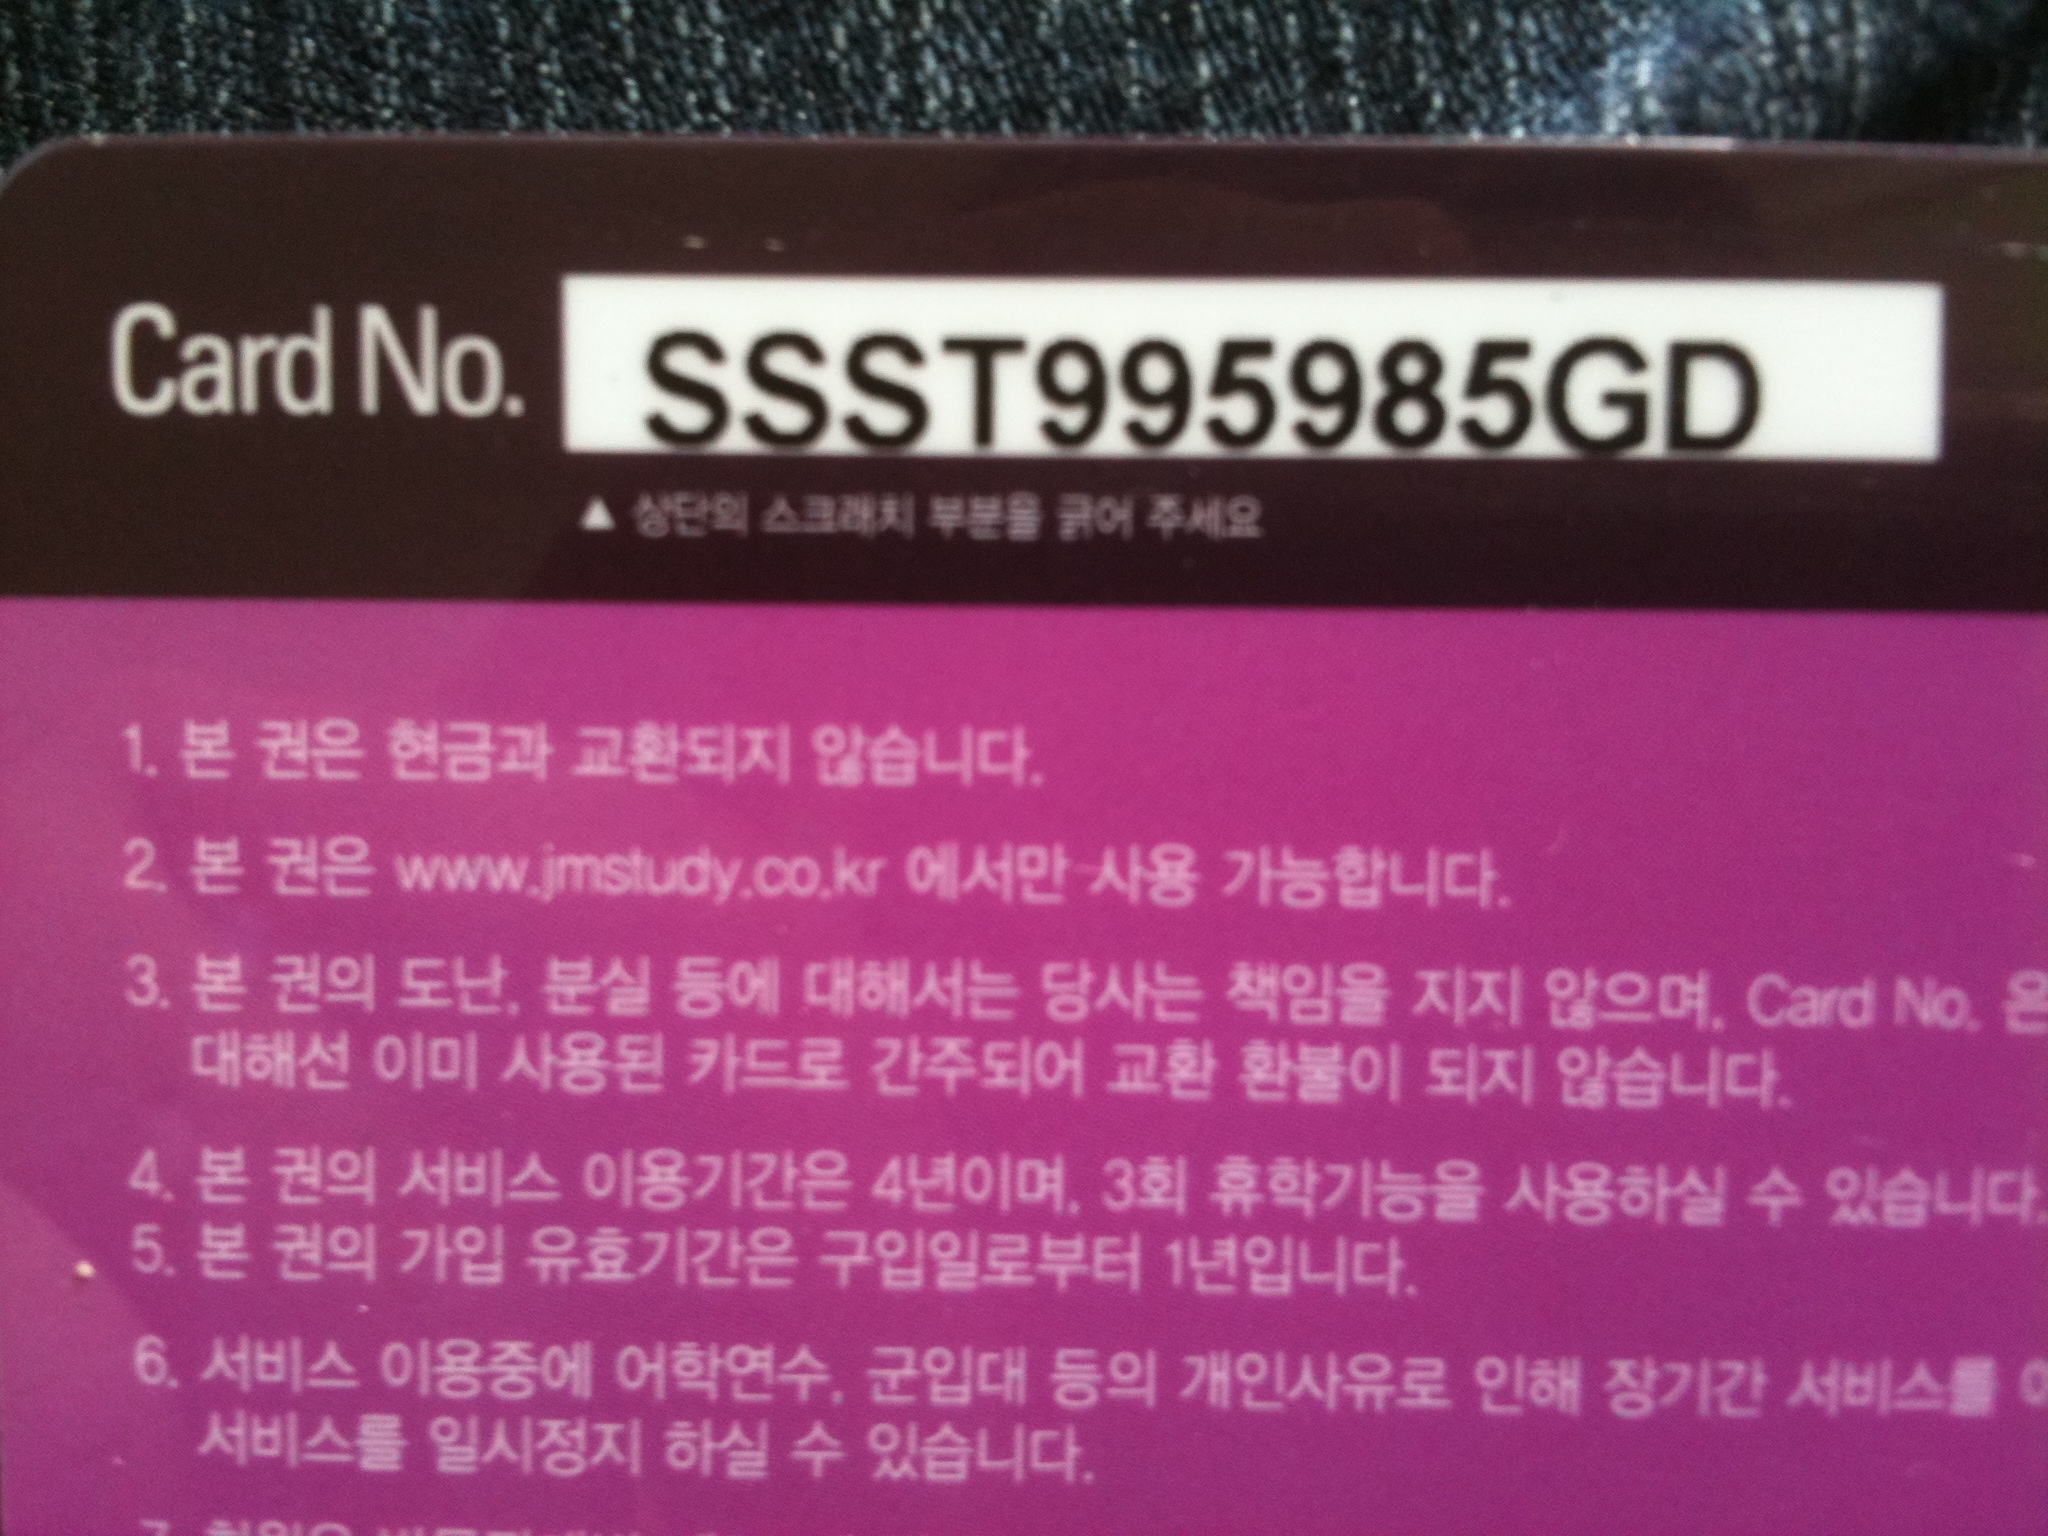 Card No. SSST995985GD
▲ 상단의 스크래치 부분을 긁어 주세요
1. 본 권은 현금과 교환되지 않습니다.
2. 본 권은 www.jmstudy.co.kr 에서만 사용 가능합니다.
3. 본 권의 도난, 분실 등에 대해서는 당사는 책임을 지지 않으며, Card No.
대해선 이미 사용된 카드로 간주되어 교환 환불이 되지 않습니다.
4. 본 권의 서비스 이용기간은 4년이며, 3회 휴학기능을 사용하실 수 있습니다.
5. 본 권의 가입 유효기간은 구입일로부터 1년입니다.
6. 서비스 이용중에 어학연수, 군입대 등의 개인사유로 인해 장기간 서비스를
서비스를 일시정지 하실 수 있습니다.